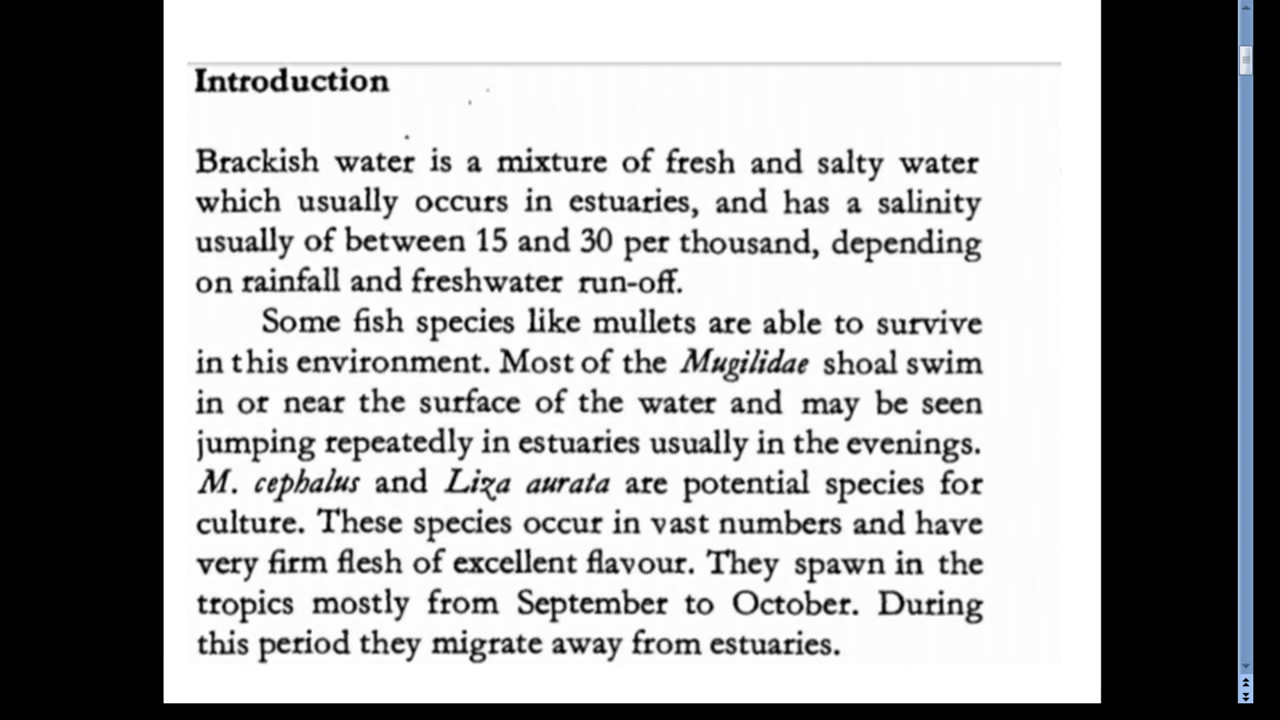 Introduction
Brackish water is a mixture of fresh and salty water
which usually occurs in estuaries, and has a salinity
usually of between 15 and 30 per thousand, depending
on rainfall and freshwater run-off.
Some fish species like mullets are able to survive
in this environment. Most of the Mugilidae shoal swim
in or near the surface of the water and may be seen
jumping repeatedly in estuaries usually in the evenings.
M. cephalus and Liza aurata are potential species for
culture. These species occur in vast numbers and have
very firm flesh of excellent flavour. They spawn in the
tropics mostly from September to October. During
this period they migrate away from estuaries.